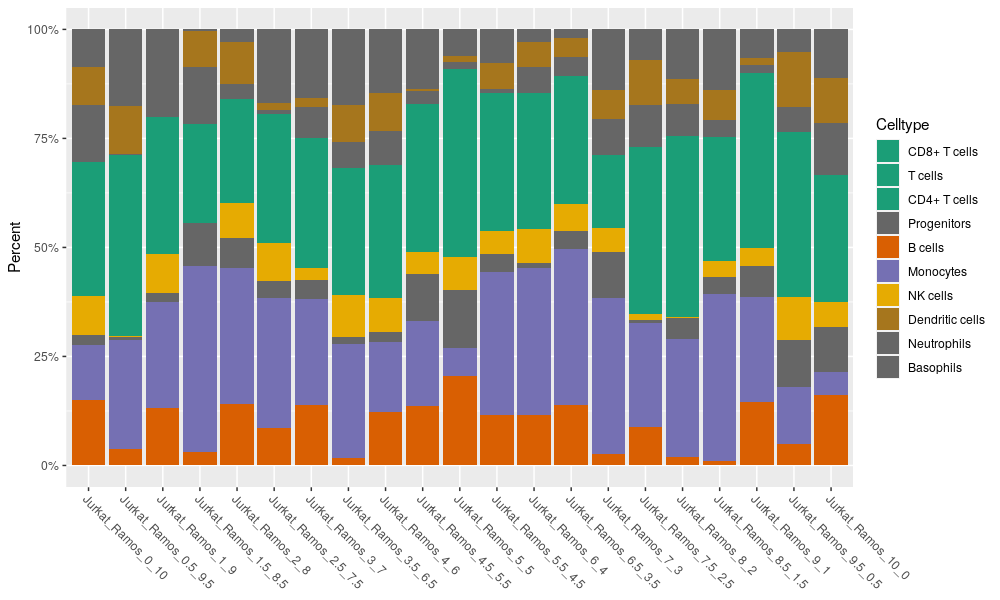 100%
75%
50%
25%
0%
Percent
Jurkat_Ramos_0_10
Jurkat_Ramos_0.5_9.5
Jurkat_Ramos_1_9
Jurkat_Ramos_1.5_8.5
Jurkat_Ramos_2_8
Jurkat_Ramos_2.5_7.5
Jurkat_Ramos_3_7
Jurkat_Ramos_3.5_6.5
Jurkat_Ramos_4_6
Jurkat_Ramos_4.5_5.5
Jurkat_Ramos_5_5
Jurkat_Ramos_5.5_4.5
Jurkat_Ramos_6_4
Jurkat_Ramos_6.5_3.5
Jurkat_Ramos_7_3
Jurkat_Ramos_7.5_2.5
Jurkat_Ramos_8_2
Jurkat_Ramos_8.5_1.5
Jurkat_Ramos_9_1
Jurkat_Ramos_9.5_0.5
Jurkat_Ramos_10_0
Celltype
CD8+ T cells
T cells
CD4+ T cells
Progenitors
B cells
Monocytes
NK cells
Dendritic cells
Neutrophils
Basophils